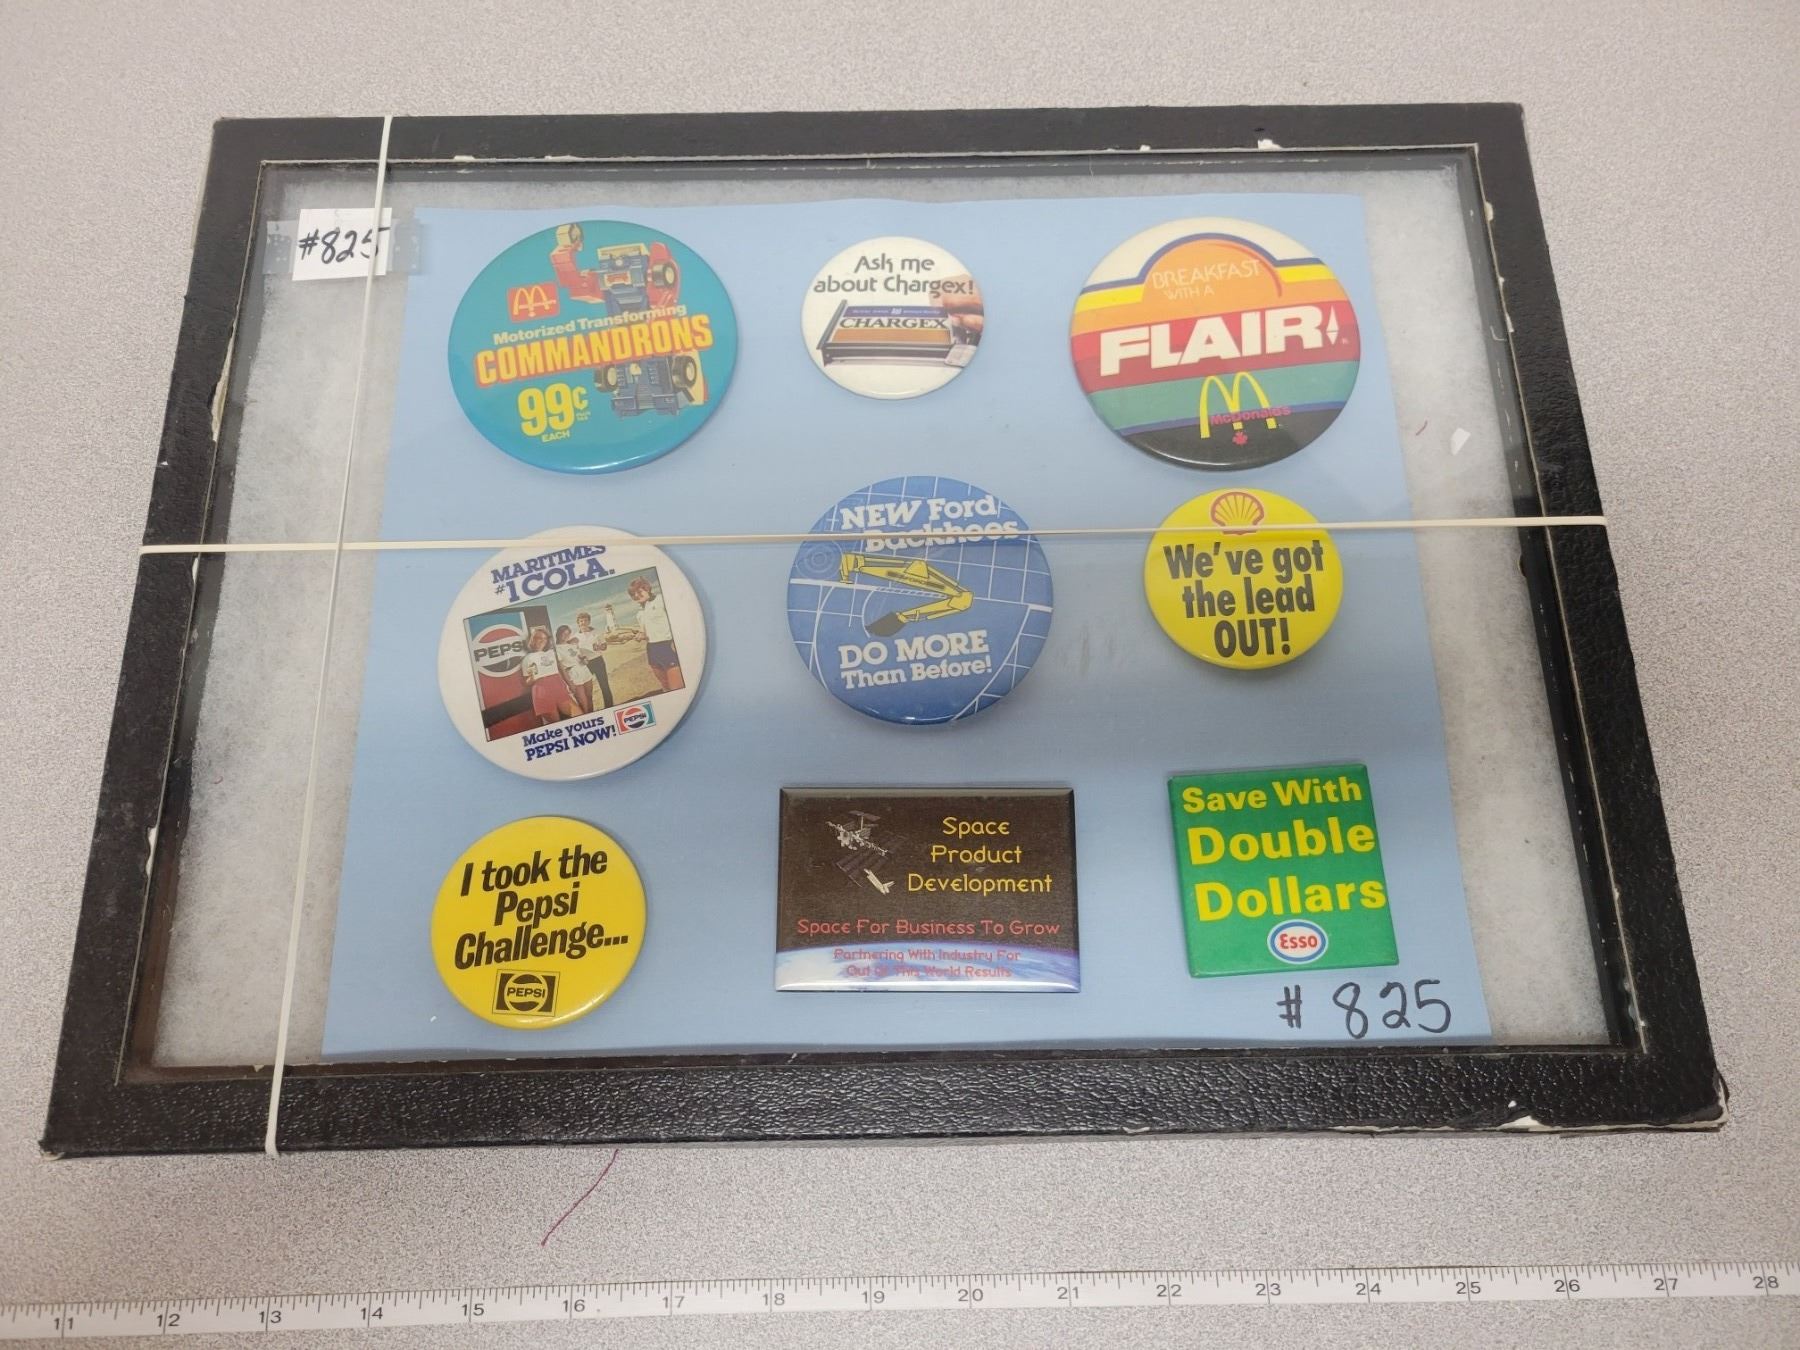 #825
Motorized Transforming
COMMANDRONS
99¢
PLUS
TAX
EACH
Ask me
about Chargex!
CHARGEX
BREAKFAST
WITH A
FLAIR
McDonald's
MARITIMES
#1 COLA.
PEPSI
Make yours
PEPSI NOW!
PEPSI
NEW Ford
Backhoes
FORD
DO MORE
Than Before!
We've got
the lead
OUT!
I took the
Pepsi
Challenge...
PEPSI
Space
Product
Development
Space For Business To Grow
Partnering With Industry For
Out Of This World Results
Save With
Double
Dollars
Esso
# 825
11 12 13 14 15 16 17 18 19 20 21 22 23 24 25 26 27 28